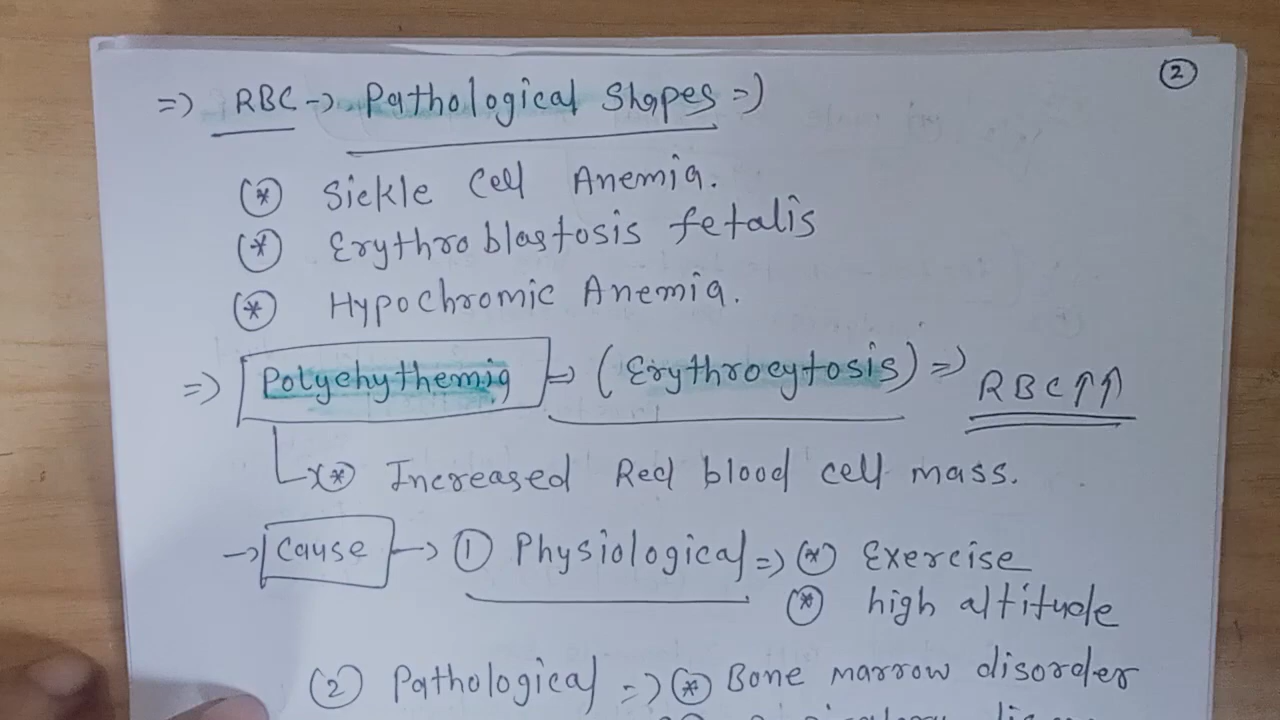 ②
=> RBC -> Pathological Shapes =>
(*) Sickle Cell Anemia.
(*) Erythroblastosis fetalis
(*) Hypochromic Anemia.
=> Polychythemia => (Erythrocytosis) => RBC↑↑
(*) Increased Red blood cell mass.
-> Cause -> ① Physiological => (*) Exercise
(*) high altitude
(2) Pathological => (*) Bone marrow disorder